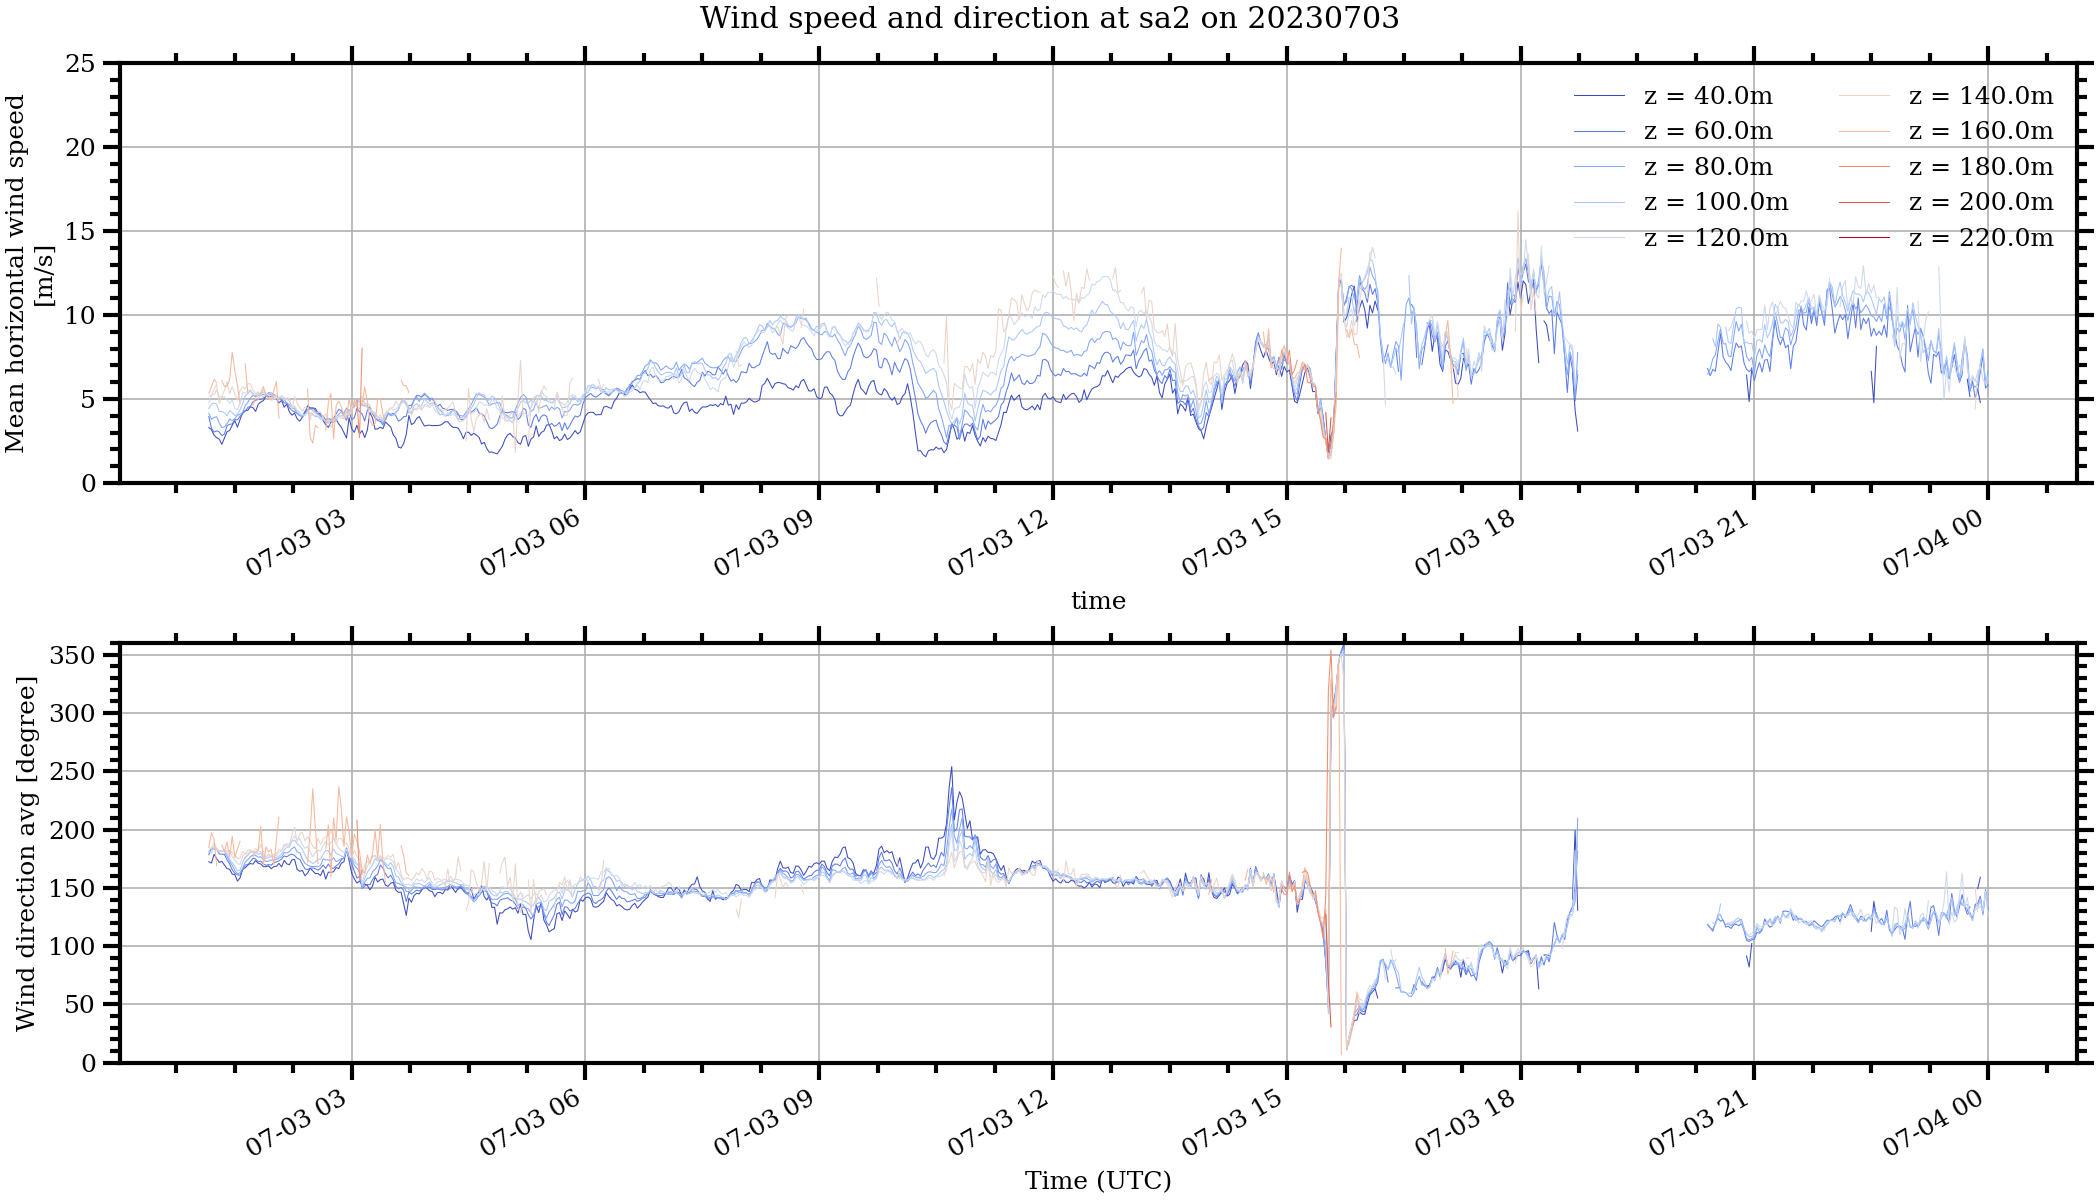 Wind speed and direction at sa2 on 20230703
Mean horizontal wind speed
[m/s]
25
20
15
10
5
0
z = 40.0m
z = 60.0m
z = 80.0m
z = 100.0m
z = 120.0m
z = 140.0m
z = 160.0m
z = 180.0m
z = 200.0m
z = 220.0m
07-03 03
07-03 06
07-03 09
07-03 12
07-03 15
07-03 18
07-03 21
07-04 00
time
Wind direction avg [degree]
350
300
250
200
150
100
50
0
07-03 03
07-03 06
07-03 09
07-03 12
07-03 15
07-03 18
07-03 21
07-04 00
Time (UTC)